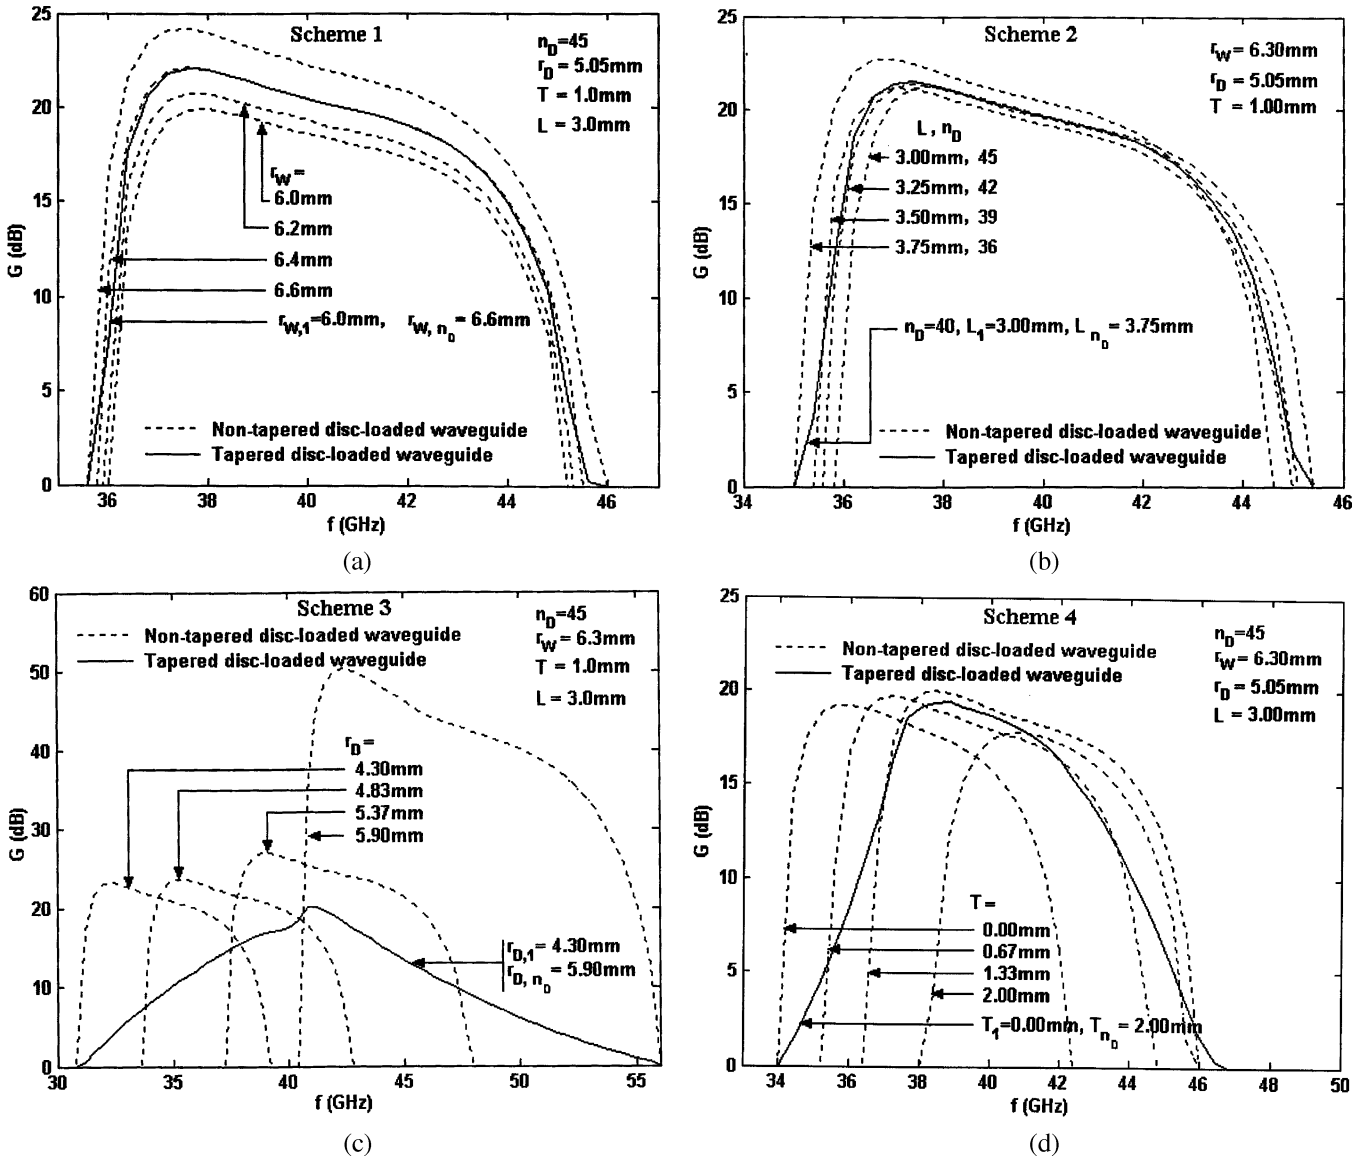 Scheme 1
n_D=45
r_D = 5.05mm
T = 1.0mm
L = 3.0mm
r_W =
6.0mm
6.2mm
6.4mm
6.6mm
r_W,1=6.0mm, r_W, n_D = 6.6mm
Non-tapered disc-loaded waveguide
Tapered disc-loaded waveguide
G (dB)
25
20
15
10
5
0
36 38 40 42 44 46
f (GHz)
(a)
Scheme 2
r_W = 6.30mm
r_D = 5.05mm
T = 1.00mm
L , n_D
3.00mm, 45
3.25mm, 42
3.50mm, 39
3.75mm, 36
n_D=40, L_1=3.00mm, L n_D = 3.75mm
Non-tapered disc-loaded waveguide
Tapered disc-loaded waveguide
G (dB)
25
20
15
10
5
0
34 36 38 40 42 44 46
f (GHz)
(b)
Scheme 3
Non-tapered disc-loaded waveguide
Tapered disc-loaded waveguide
n_D=45
r_W = 6.3mm
T = 1.0mm
L = 3.0mm
r_D =
4.30mm
4.83mm
5.37mm
5.90mm
r_D,1 = 4.30mm
r_D, n_D = 5.90mm
G (dB)
60
50
40
30
20
10
0
30 35 40 45 50 55
f (GHz)
(c)
Scheme 4
Non-tapered disc-loaded waveguide
Tapered disc-loaded waveguide
n_D=45
r_W = 6.30mm
r_D = 5.05mm
L = 3.00mm
T =
0.00mm
0.67mm
1.33mm
2.00mm
T_1=0.00mm, T_n_D = 2.00mm
G (dB)
25
20
15
10
5
0
34 36 38 40 42 44 46 48 50
f (GHz)
(d)